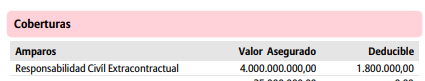 Coberturas
Amparos Valor Asegurado Deducible
Responsabilidad Civil Extracontractual 4.000.000.000,00 1.800.000,00